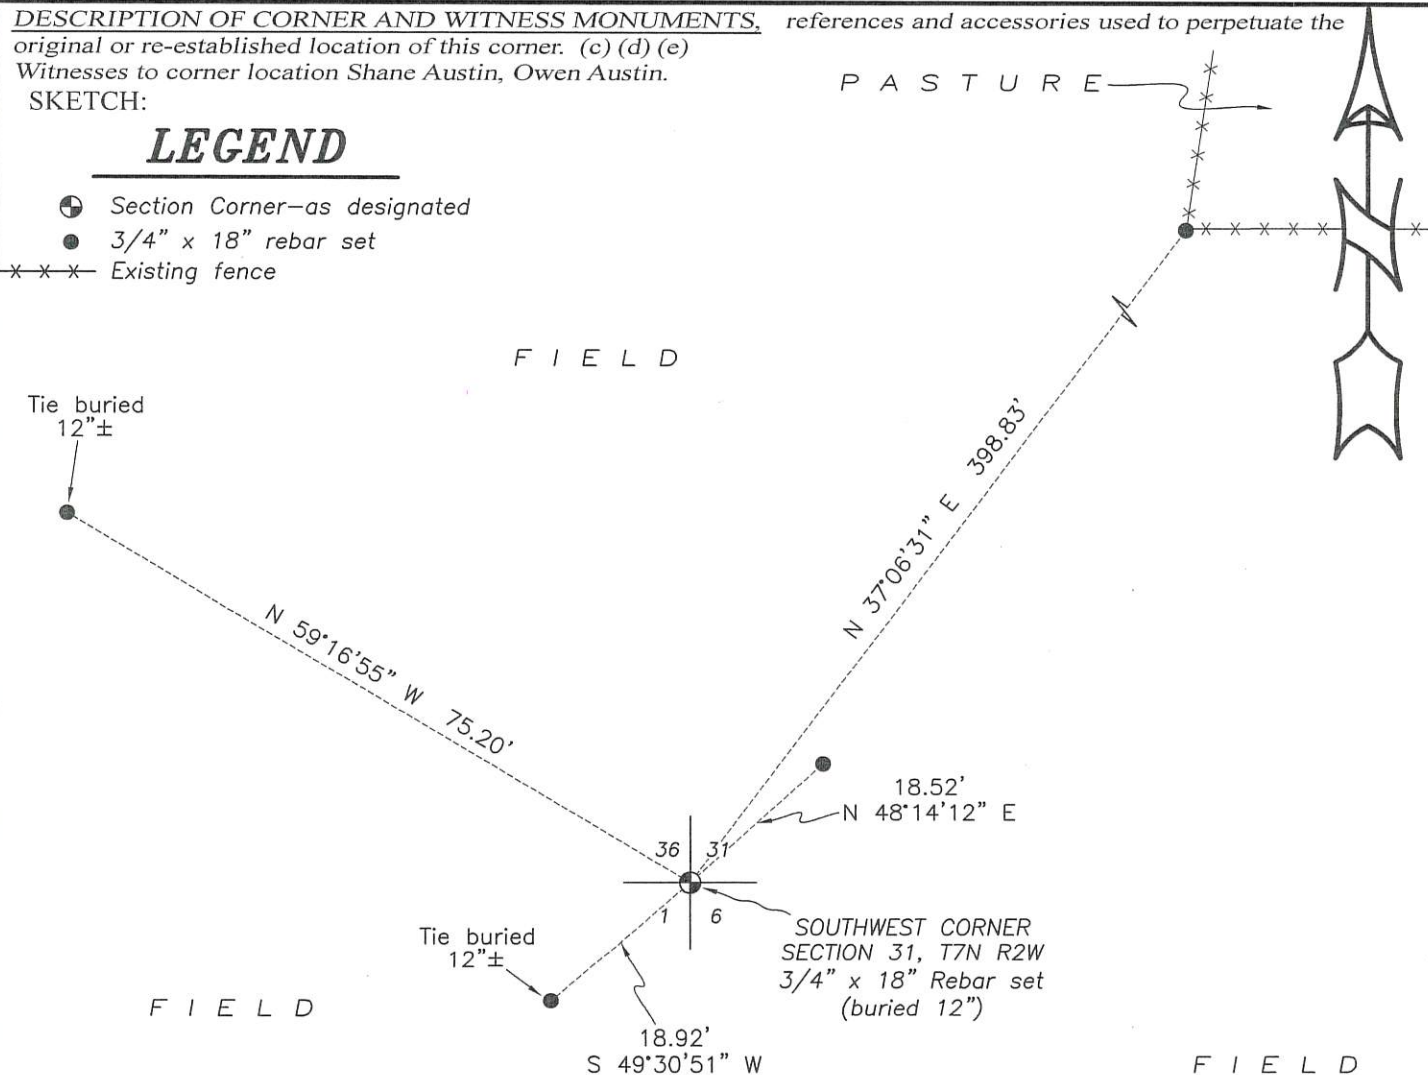 DESCRIPTION OF CORNER AND WITNESS MONUMENTS, references and accessories used to perpetuate the
original or re-established location of this corner. (c) (d) (e)
Witnesses to corner location Shane Austin, Owen Austin.
SKETCH:
PASTURE
LEGEND
Section Corner-as designated
3/4" x 18" rebar set
Existing fence
N
FIELD
Tie buried
12"±
N 37°06'31" E 398.83'
N 59°16'55" W 75.20'
18.52'
N 48°14'12" E
36 31
1 6
SOUTHWEST CORNER
SECTION 31, T7N R2W
3/4" x 18" Rebar set
(buried 12")
Tie buried
12"±
FIELD
18.92'
S 49°30'51" W
FIELD